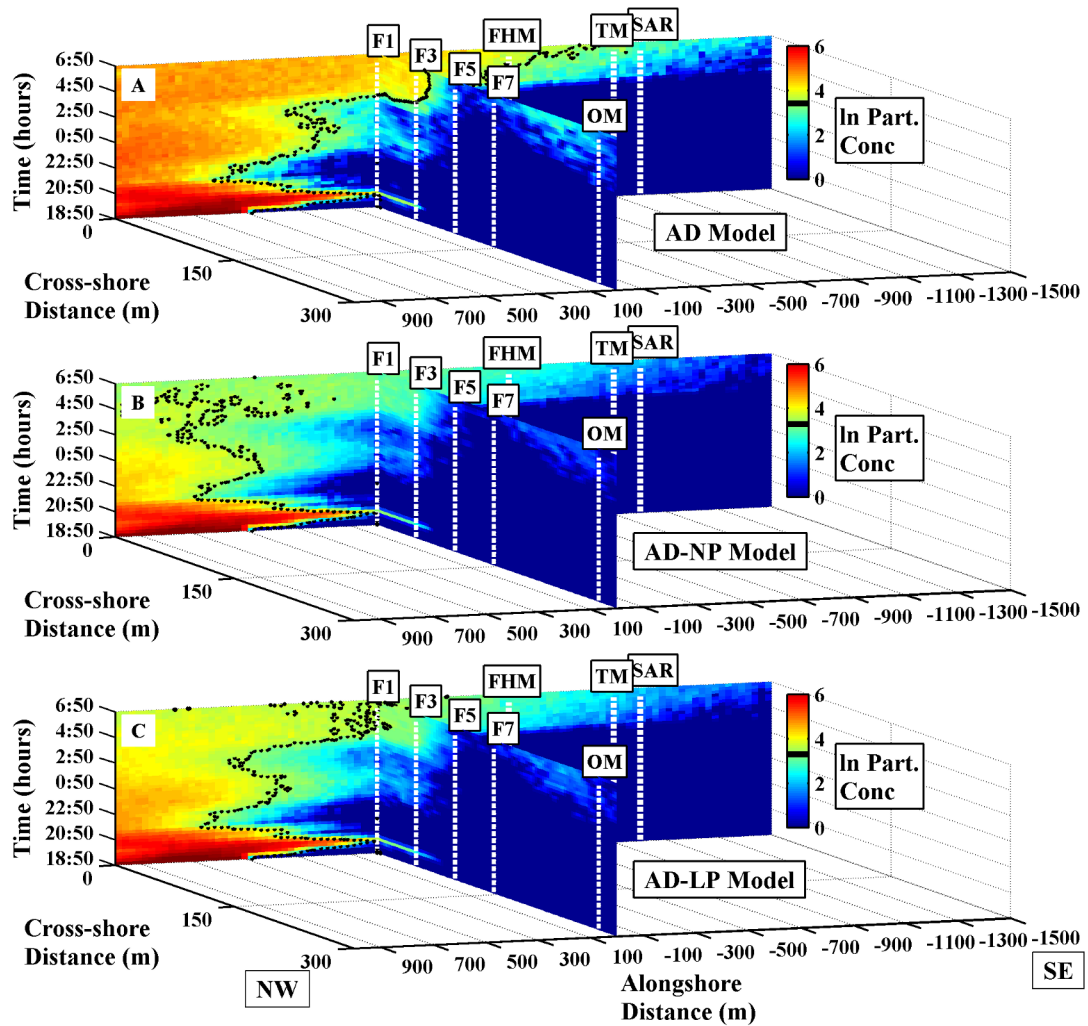 F1
F3
F5
FHM
F7
TM
SAR
OM
A
6:50
4:50
2:50
0:50
22:50
20:50
18:50
Time (hours)
0
150
300
Cross-shore
Distance (m)
6
4
2
0
ln Part.
Conc
AD Model
900
700
500
300
100
-100
-300
-500
-700
-900
-1100
-1300
-1500
F1
F3
F5
FHM
F7
TM
SAR
OM
B
6:50
4:50
2:50
0:50
22:50
20:50
18:50
Time (hours)
0
150
300
Cross-shore
Distance (m)
6
4
2
0
ln Part.
Conc
AD-NP Model
900
700
500
300
100
-100
-300
-500
-700
-900
-1100
-1300
-1500
F1
F3
F5
FHM
F7
TM
SAR
OM
C
6:50
4:50
2:50
0:50
22:50
20:50
18:50
Time (hours)
0
150
300
Cross-shore
Distance (m)
6
4
2
0
ln Part.
Conc
AD-LP Model
900
700
500
300
100
-100
-300
-500
-700
-900
-1100
-1300
-1500
NW
Alongshore
Distance (m)
SE